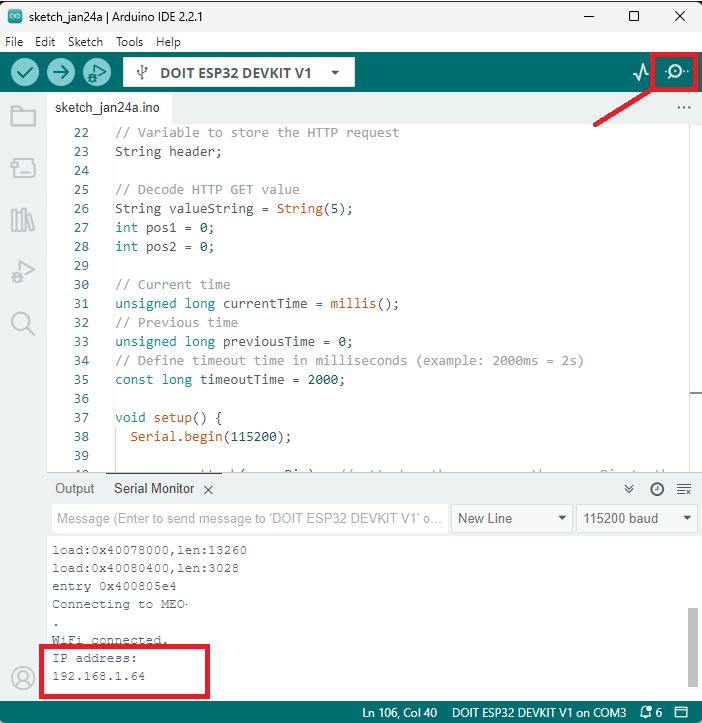 sketch_jan24a | Arduino IDE 2.2.1
File Edit Sketch Tools Help
DOIT ESP32 DEVKIT V1
sketch_jan24a.ino
22 // Variable to store the HTTP request
23 String header;
24
25 // Decode HTTP GET value
26 String valueString = String(5);
27 int pos1 = 0;
28 int pos2 = 0;
29
30 // Current time
31 unsigned long currentTime = millis();
32 // Previous time
33 unsigned long previousTime = 0;
34 // Define timeout time in milliseconds (example: 2000ms = 2s)
35 const long timeoutTime = 2000;
36
37 void setup() {
38 Serial.begin(115200);
39
Output Serial Monitor
Message (Enter to send message to 'DOIT ESP32 DEVKIT V1' o... New Line 115200 baud
load:0x40078000,len:13260
load:0x40080400,len:3028
entry 0x400805e4
Connecting to MEO-
.
WiFi connected.
IP address:
192.168.1.64
Ln 106, Col 40 DOIT ESP32 DEVKIT V1 on COM3 6